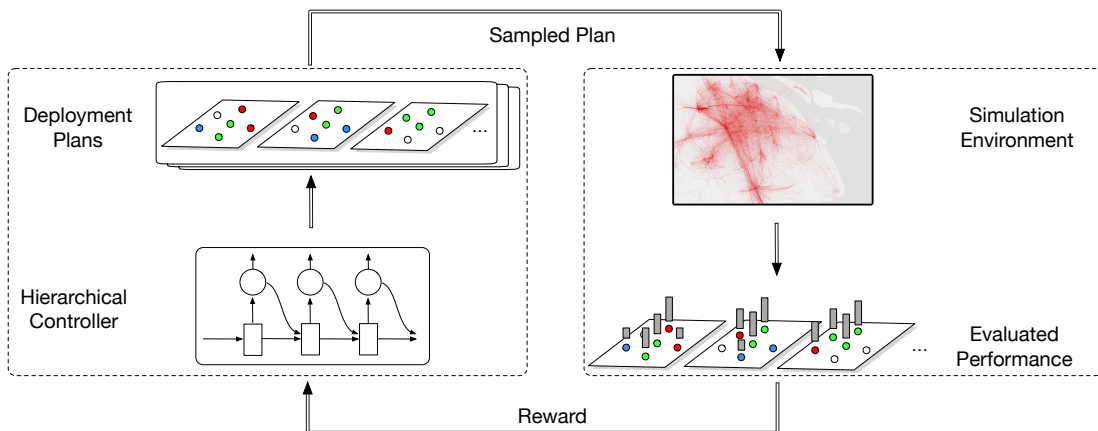 Sampled Plan
Deployment
Plans
...
Simulation
Environment
Hierarchical
Controller
Evaluated
Performance
...
Reward